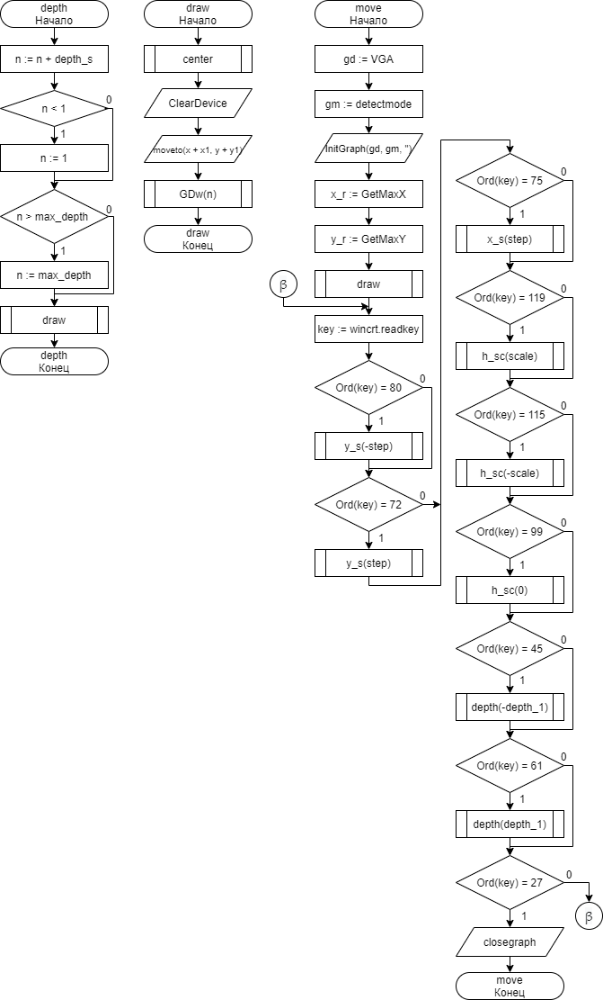 depth
Начало
n := n + depth_s
n < 1
0
1
n := 1
n > max_depth
0
1
n := max_depth
draw
depth
Конец
draw
Начало
center
ClearDevice
moveto(x + x1, y + y1)
GDw(n)
draw
Конец
move
Начало
gd := VGA
gm := detectmode
InitGraph(gd, gm, '')
x_r := GetMaxX
y_r := GetMaxY
draw
β
key := wincrt.readkey
Ord(key) = 80
0
1
y_s(-step)
Ord(key) = 72
0
1
y_s(step)
Ord(key) = 75
0
1
x_s(step)
Ord(key) = 119
0
1
h_sc(scale)
Ord(key) = 115
0
1
h_sc(-scale)
Ord(key) = 99
0
1
h_sc(0)
Ord(key) = 45
0
1
depth(-depth_1)
Ord(key) = 61
0
1
depth(depth_1)
Ord(key) = 27
0
1
β
closegraph
move
Конец